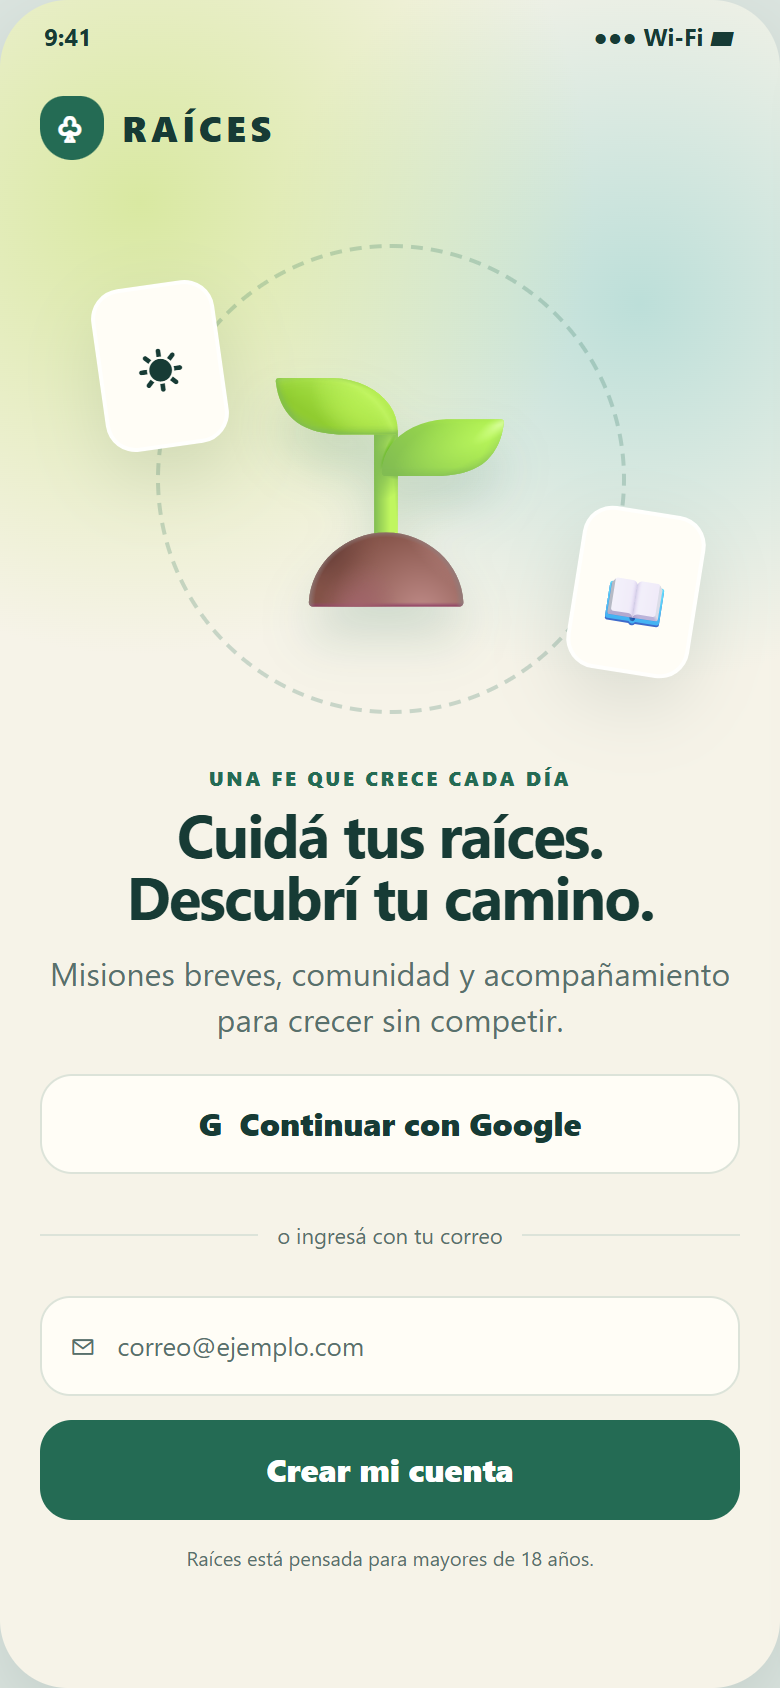 9:41
●●● Wi-Fi
RAÍCES
UNA FE QUE CRECE CADA DÍA
Cuidá tus raíces.
Descubrí tu camino.
Misiones breves, comunidad y acompañamiento
para crecer sin competir.
G Continuar con Google
o ingresá con tu correo
correo@ejemplo.com
Crear mi cuenta
Raíces está pensada para mayores de 18 años.